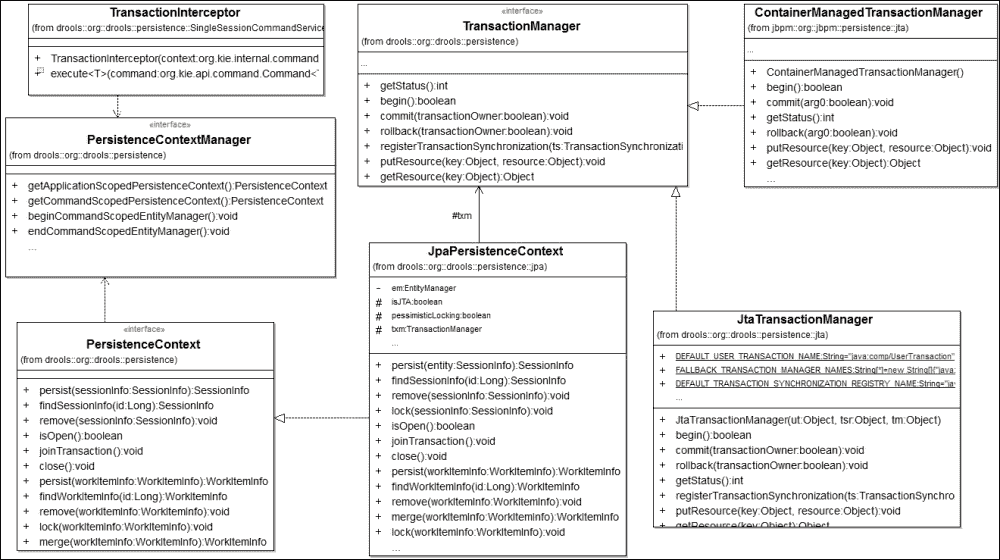 TransactionInterceptor
(from drools::org::drools::persistence::SingleSessionCommandService
+ TransactionInterceptor(context:org.kie.internal.command
+ execute<T>(command:org.kie.api.command.Command<
«interface»
PersistenceContextManager
(from drools::org::drools::persistence)
+ getApplicationScopedPersistenceContext():PersistenceContext
+ getCommandScopedPersistenceContext():PersistenceContext
+ beginCommandScopedEntityManager():void
+ endCommandScopedEntityManager():void
...
«interface»
PersistenceContext
(from drools::org::drools::persistence)
+ persist(sessionInfo:SessionInfo):SessionInfo
+ findSessionInfo(id:Long):SessionInfo
+ remove(sessionInfo:SessionInfo):void
+ isOpen():boolean
+ joinTransaction():void
+ close():void
+ persist(workItemInfo:WorkItemInfo):WorkItemInfo
+ findWorkItemInfo(id:Long):WorkItemInfo
+ remove(workItemInfo:WorkItemInfo):void
+ lock(workItemInfo:WorkItemInfo):void
+ merge(workItemInfo:WorkItemInfo):WorkItemInfo
«interface»
TransactionManager
(from drools::org::drools::persistence)
...
+ getStatus():int
+ begin():boolean
+ commit(transactionOwner:boolean):void
+ rollback(transactionOwner:boolean):void
+ registerTransactionSynchronization(ts:TransactionSynchronizati
+ putResource(key:Object, resource:Object):void
+ getResource(key:Object):Object
#txm
JpaPersistenceContext
(from drools::org::drools::persistence::jpa)
- em:EntityManager
# isJTA:boolean
# pessimisticLocking:boolean
# txm:TransactionManager
...
+ persist(entity:SessionInfo):SessionInfo
+ findSessionInfo(id:Long):SessionInfo
+ remove(sessionInfo:SessionInfo):void
+ lock(sessionInfo:SessionInfo):void
+ isOpen():boolean
+ joinTransaction():void
+ close():void
+ persist(workItemInfo:WorkItemInfo):WorkItemInfo
+ findWorkItemInfo(id:Long):WorkItemInfo
+ remove(workItemInfo:WorkItemInfo):void
+ merge(workItemInfo:WorkItemInfo):WorkItemInfo
+ lock(workItemInfo:WorkItemInfo):void
...
ContainerManagedTransactionManager
(from jbpm::org::jbpm::persistence::jta)
...
+ ContainerManagedTransactionManager()
+ begin():boolean
+ commit(arg0:boolean):void
+ getStatus():int
+ rollback(arg0:boolean):void
+ putResource(key:Object, resource:Object):void
+ getResource(key:Object):Object
...
JtaTransactionManager
(from drools::org::drools::persistence::jta)
+ DEFAULT_USER_TRANSACTION_NAME:String="java:comp/UserTransaction"
+ FALLBACK_TRANSACTION_MANAGER_NAMES:String[*]=new String[]{"java:
+ DEFAULT_TRANSACTION_SYNCHRONIZATION_REGISTRY_NAME:String="ja
...
+ JtaTransactionManager(ut:Object, tsr:Object, tm:Object)
+ begin():boolean
+ commit(transactionOwner:boolean):void
+ rollback(transactionOwner:boolean):void
+ getStatus():int
+ registerTransactionSynchronization(ts:TransactionSynchro
+ putResource(key:Object, resource:Object):void
+ getResource(key:Object):Object